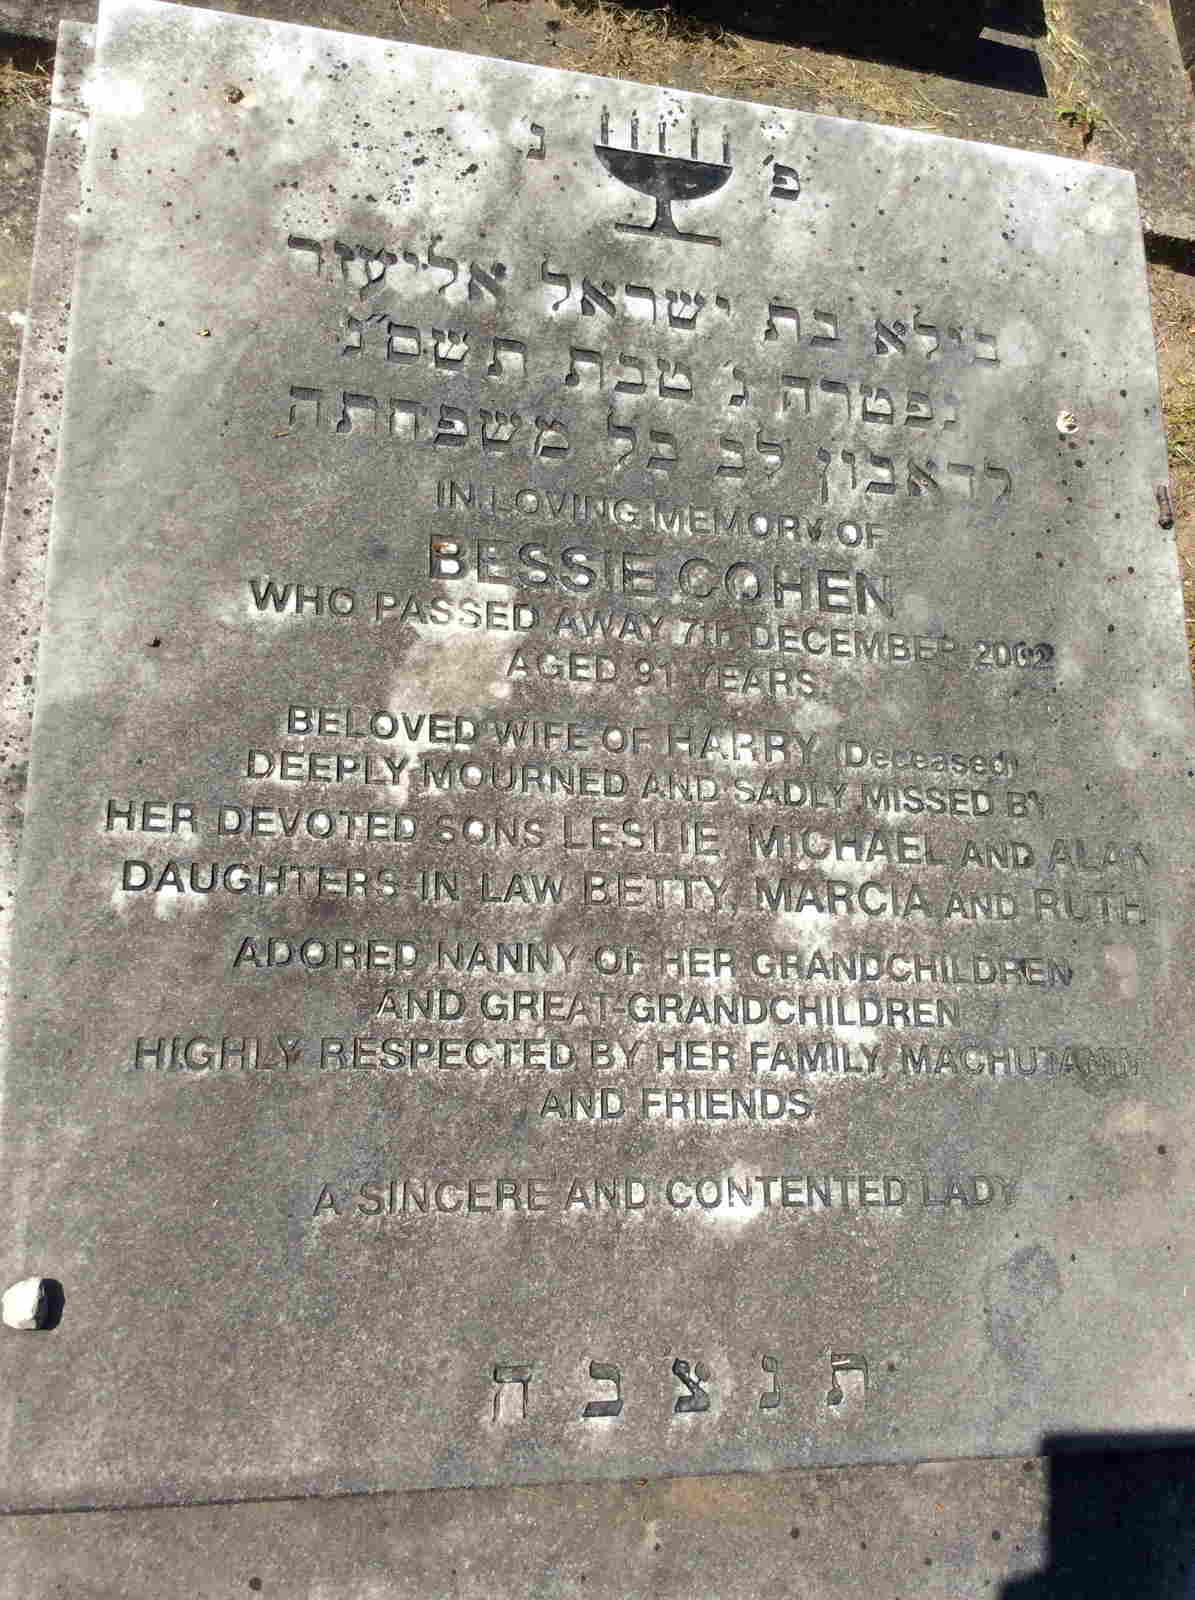 פ׳ נ
בילא בת ישראל אליעזר
נפטרה ג׳ טבת תשס״ג
לדאבון לב כל משפחתה
IN LOVING MEMORY OF
BESSIE COHEN
WHO PASSED AWAY 7th DECEMBER 2002
AGED 91 YEARS.
BELOVED WIFE OF HARRY (Deceased)
DEEPLY MOURNED AND SADLY MISSED BY
HER DEVOTED SONS LESLIE, MICHAEL AND ALAN
DAUGHTERS-IN LAW BETTY, MARCIA AND RUTH.
ADORED NANNY OF HER GRANDCHILDREN
AND GREAT-GRANDCHILDREN
HIGHLY RESPECTED BY HER FAMILY, MACHUTANIM
AND FRIENDS
A SINCERE AND CONTENTED LADY
ת נ צ ב ה